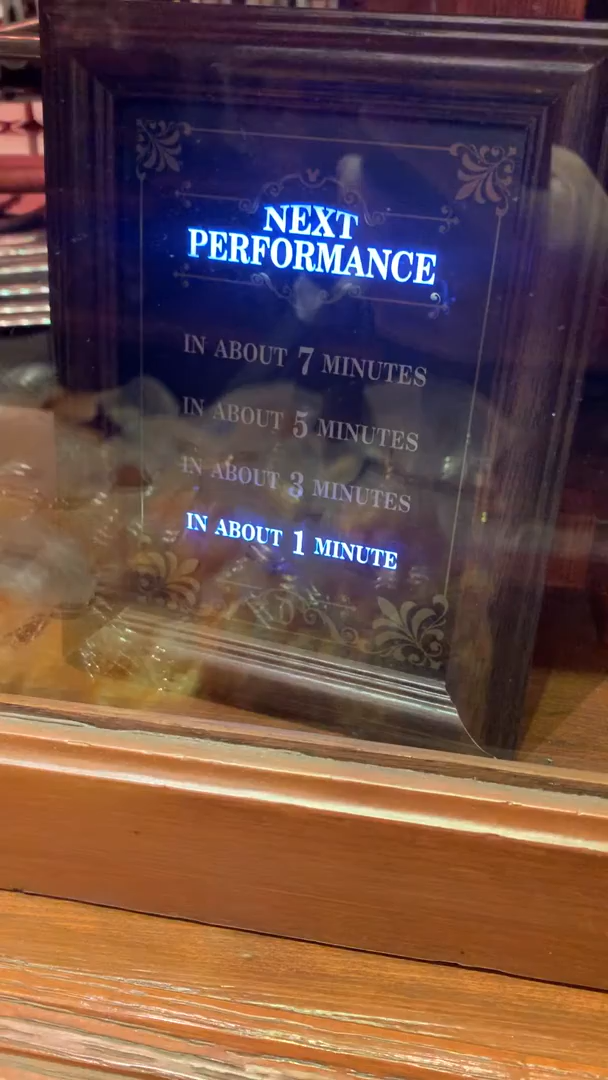 NEXT
PERFORMANCE
IN ABOUT 7 MINUTES
IN ABOUT 5 MINUTES
IN ABOUT 3 MINUTES
IN ABOUT 1 MINUTE